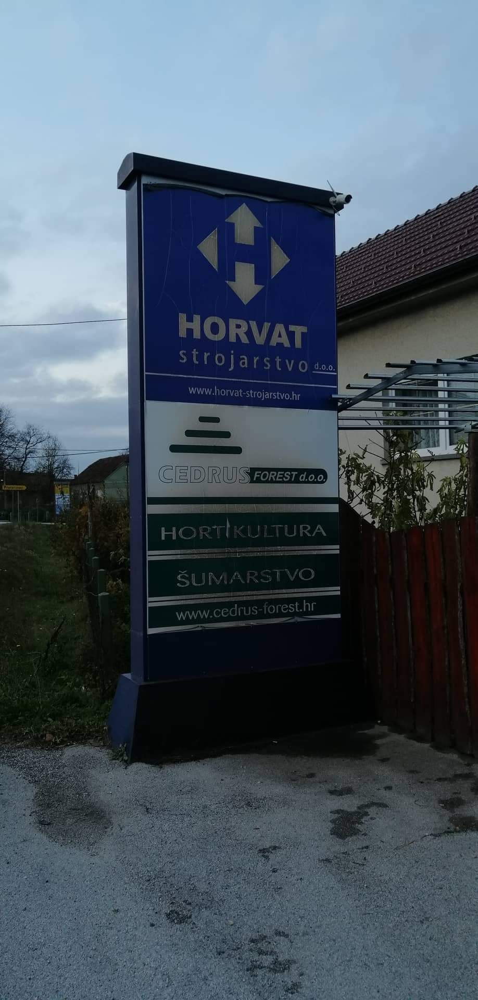 HORVAT
strojarstvo d.o.o.
www.horvat-strojarstvo.hr
CEDRUS FOREST d.o.o.
HORTIKULTURA
ŠUMARSTVO
www.cedrus-forest.hr